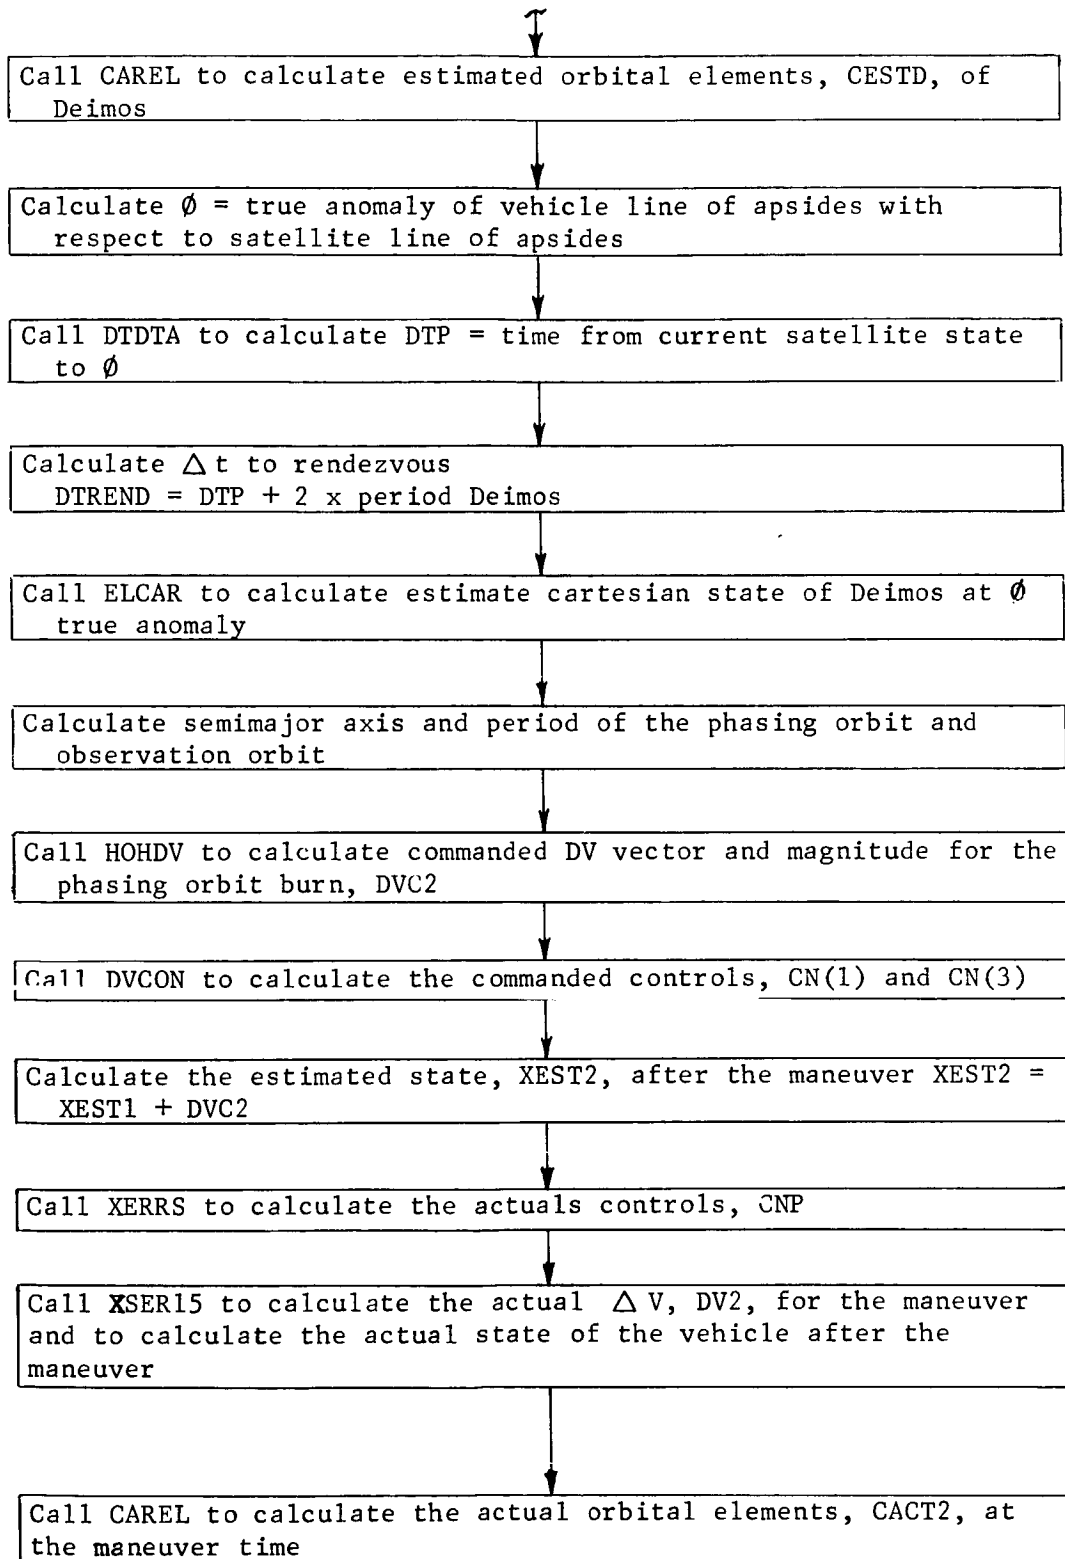 Call CAREL to calculate estimated orbital elements, CESTD, of
Deimos
Calculate Ø = true anomaly of vehicle line of apsides with
respect to satellite line of apsides
Call DTDTA to calculate DTP = time from current satellite state
to Ø
Calculate Δ t to rendezvous
DTREND = DTP + 2 x period Deimos
Call ELCAR to calculate estimate cartesian state of Deimos at Ø
true anomaly
Calculate semimajor axis and period of the phasing orbit and
observation orbit
Call HOHDV to calculate commanded DV vector and magnitude for the
phasing orbit burn, DVC2
Call DVCON to calculate the commanded controls, CN(1) and CN(3)
Calculate the estimated state, XEST2, after the maneuver XEST2 =
XEST1 + DVC2
Call XERRS to calculate the actuals controls, CNP
Call XSER15 to calculate the actual Δ V, DV2, for the maneuver
and to calculate the actual state of the vehicle after the
maneuver
Call CAREL to calculate the actual orbital elements, CACT2, at
the maneuver time